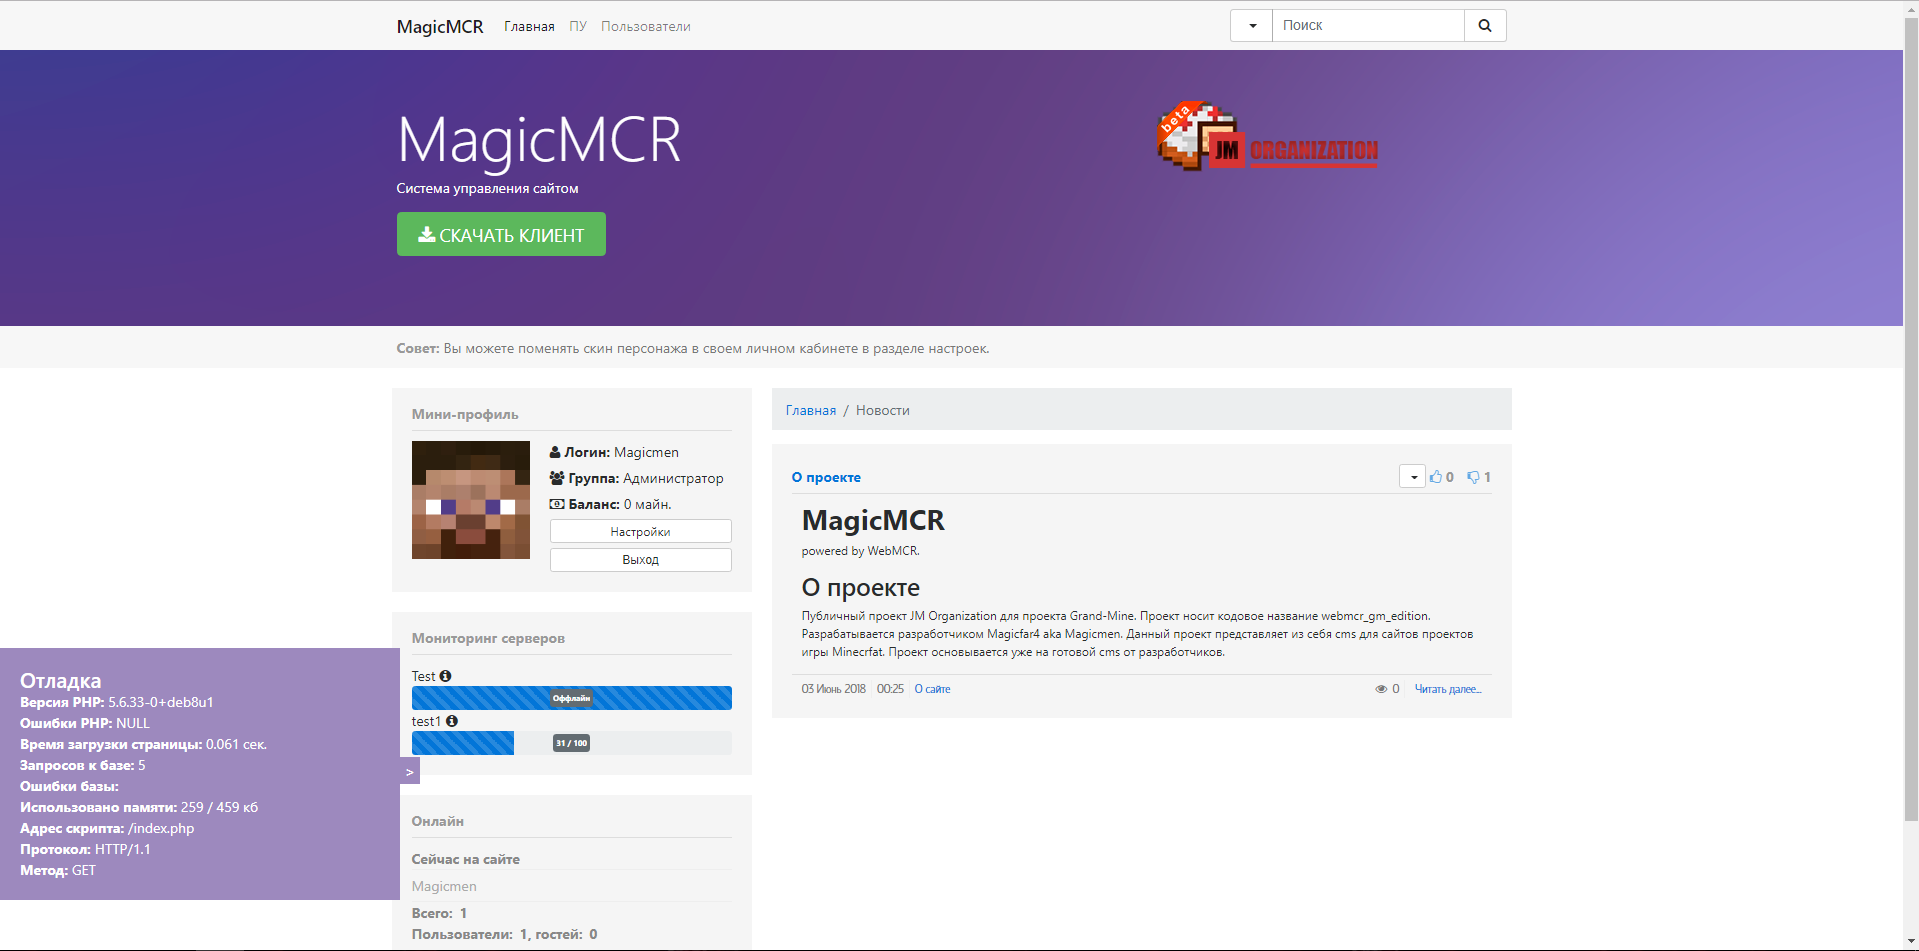 MagicMCR Главная ПУ Пользователи Поиск
MagicMCR
Система управления сайтом
СКАЧАТЬ КЛИЕНТ
beta
JM ORGANIZATION
Совет: Вы можете поменять скин персонажа в своем личном кабинете в разделе настроек.
Мини-профиль
Логин: Magicmen
Группа: Администратор
Баланс: 0 майн.
Настройки
Выход
Мониторинг серверов
Test
Оффлайн
test1
31 / 100
Онлайн
Сейчас на сайте
Magicmen
Всего: 1
Пользователи: 1, гостей: 0
Главная / Новости
О проекте 0 1
MagicMCR
powered by WebMCR.
О проекте
Публичный проект JM Organization для проекта Grand-Mine. Проект носит кодовое название webmcr_gm_edition.
Разрабатывается разработчиком Magicfar4 aka Magicmen. Данный проект представляет из себя cms для сайтов проектов
игры Minecrfat. Проект основывается уже на готовой cms от разработчиков.
03 Июнь 2018 00:25 О сайте 0 Читать далее...
Отладка
Версия PHP: 5.6.33-0+deb8u1
Ошибки PHP: NULL
Время загрузки страницы: 0.061 сек.
Запросов к базе: 5
Ошибки базы:
Использовано памяти: 259 / 459 кб
Адрес скрипта: /index.php
Протокол: HTTP/1.1
Метод: GET
>